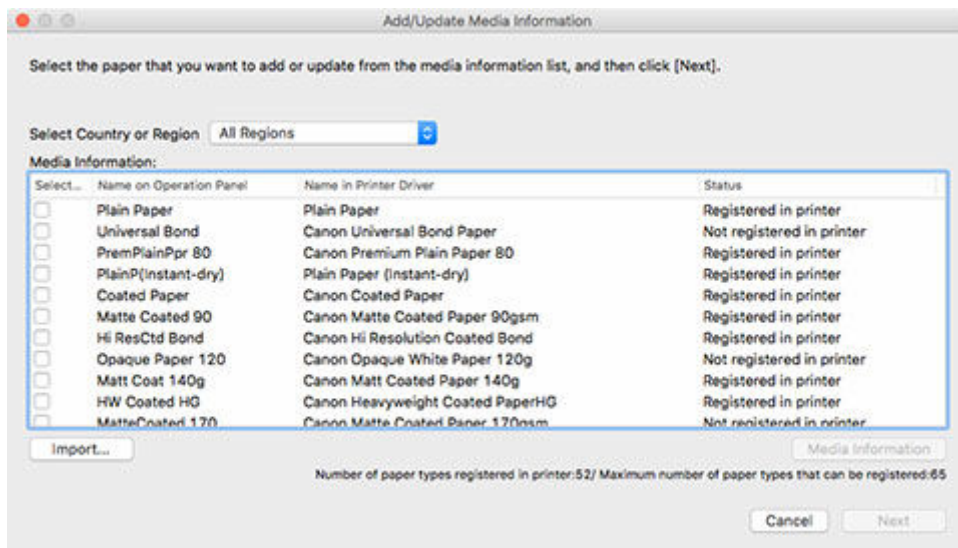 Add/Update Media Information
Select the paper that you want to add or update from the media information list, and then click [Next].
Select Country or Region All Regions
Media Information:
Select... Name on Operation Panel Name in Printer Driver Status
Plain Paper Plain Paper Registered in printer
Universal Bond Canon Universal Bond Paper Not registered in printer
PremPlainPpr 80 Canon Premium Plain Paper 80 Registered in printer
PlainP(Instant-dry) Plain Paper (Instant-dry) Registered in printer
Coated Paper Canon Coated Paper Registered in printer
Matte Coated 90 Canon Matte Coated Paper 90gsm Registered in printer
Hi ResCtd Bond Canon Hi Resolution Coated Bond Registered in printer
Opaque Paper 120 Canon Opaque White Paper 120g Not registered in printer
Matt Coat 140g Canon Matt Coated Paper 140g Registered in printer
HW Coated HG Canon Heavyweight Coated PaperHG Registered in printer
MatteCoated 170 Canon Matte Coated Paper 170gsm Not registered in printer
Import... Media Information
Number of paper types registered in printer:52/ Maximum number of paper types that can be registered:65
Cancel Next